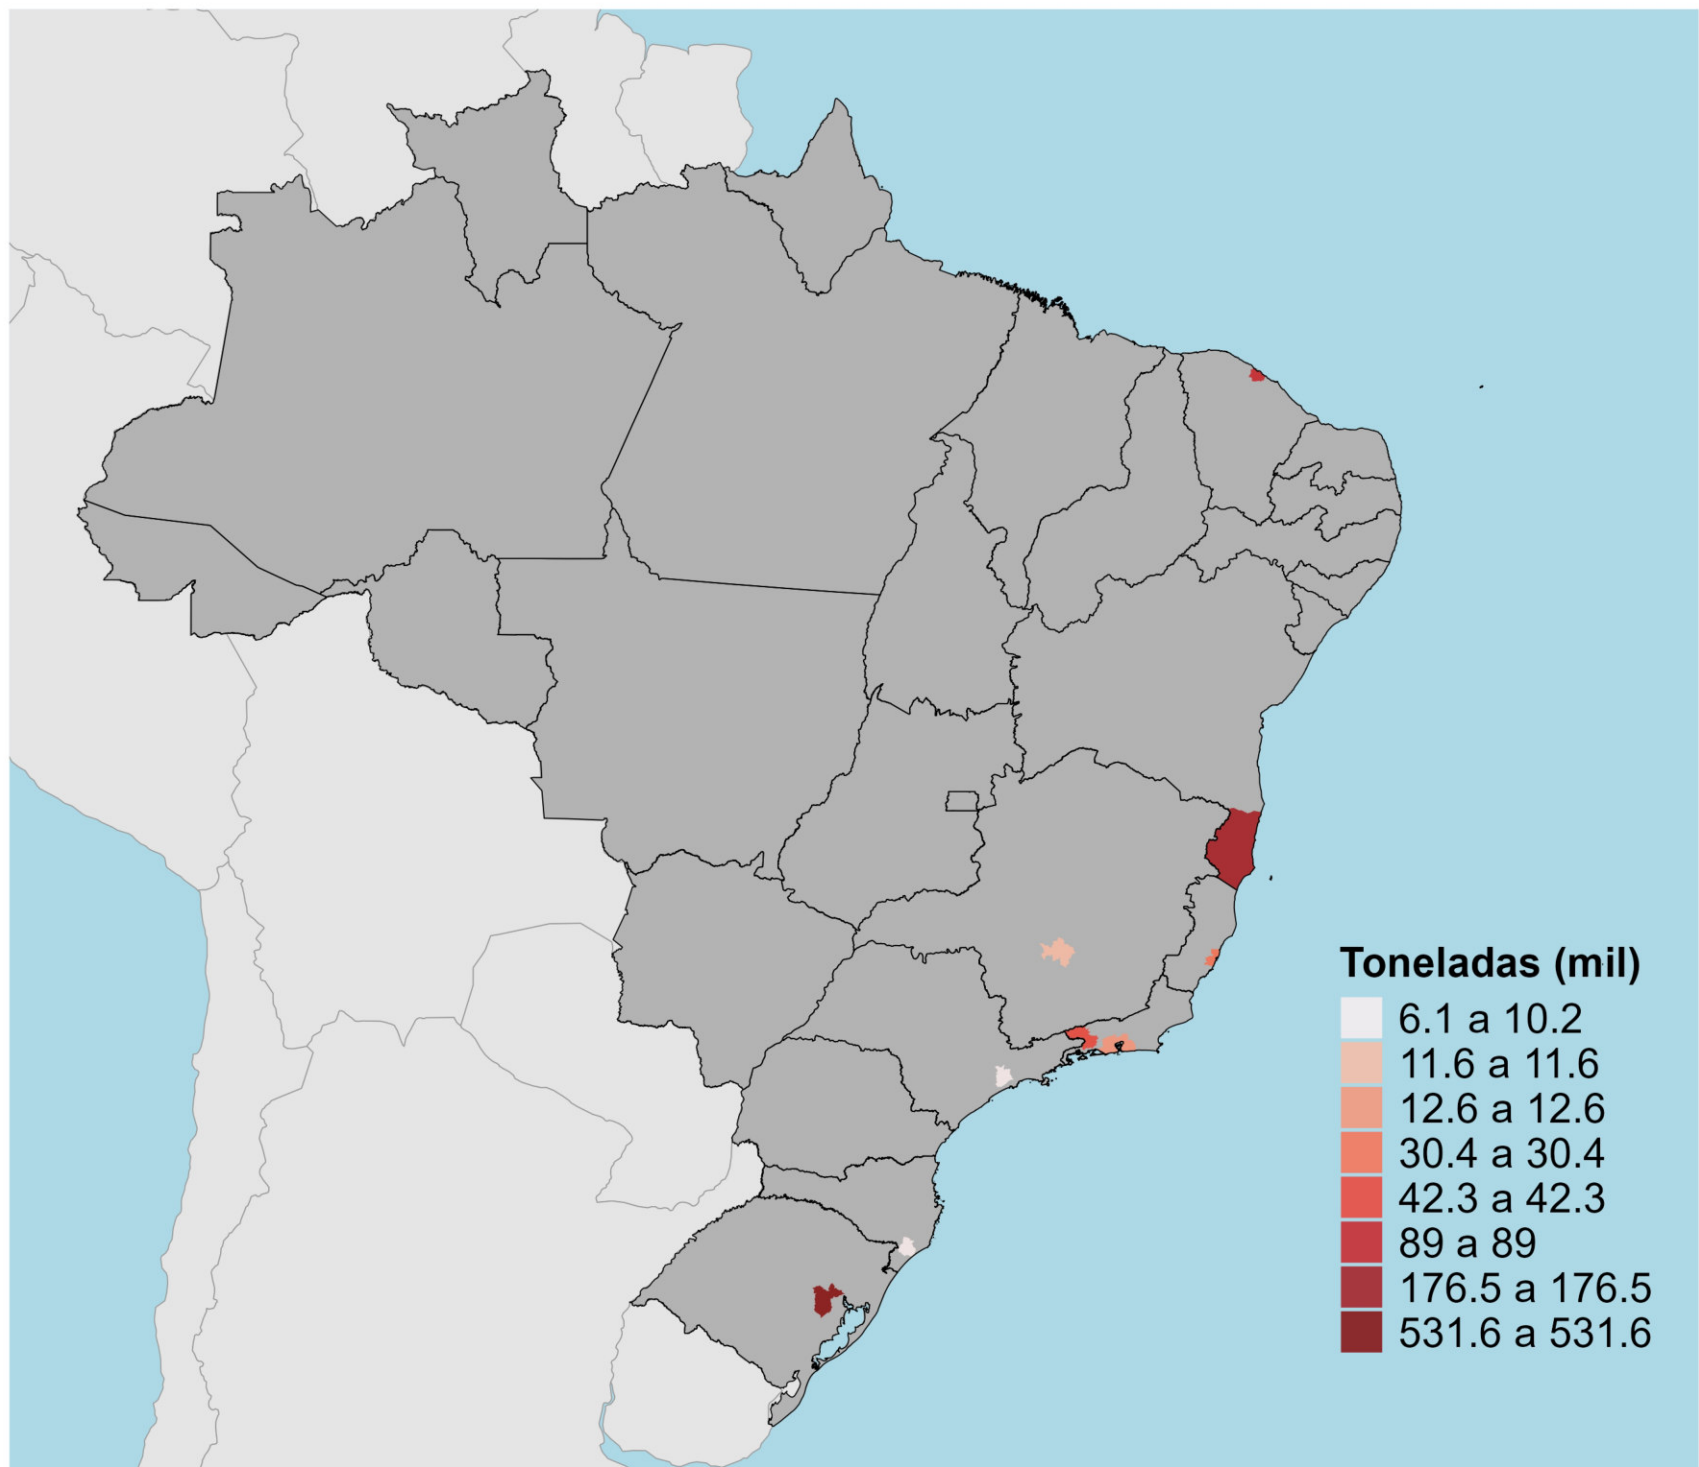 Toneladas (mil)
6.1 a 10.2
11.6 a 11.6
12.6 a 12.6
30.4 a 30.4
42.3 a 42.3
89 a 89
176.5 a 176.5
531.6 a 531.6